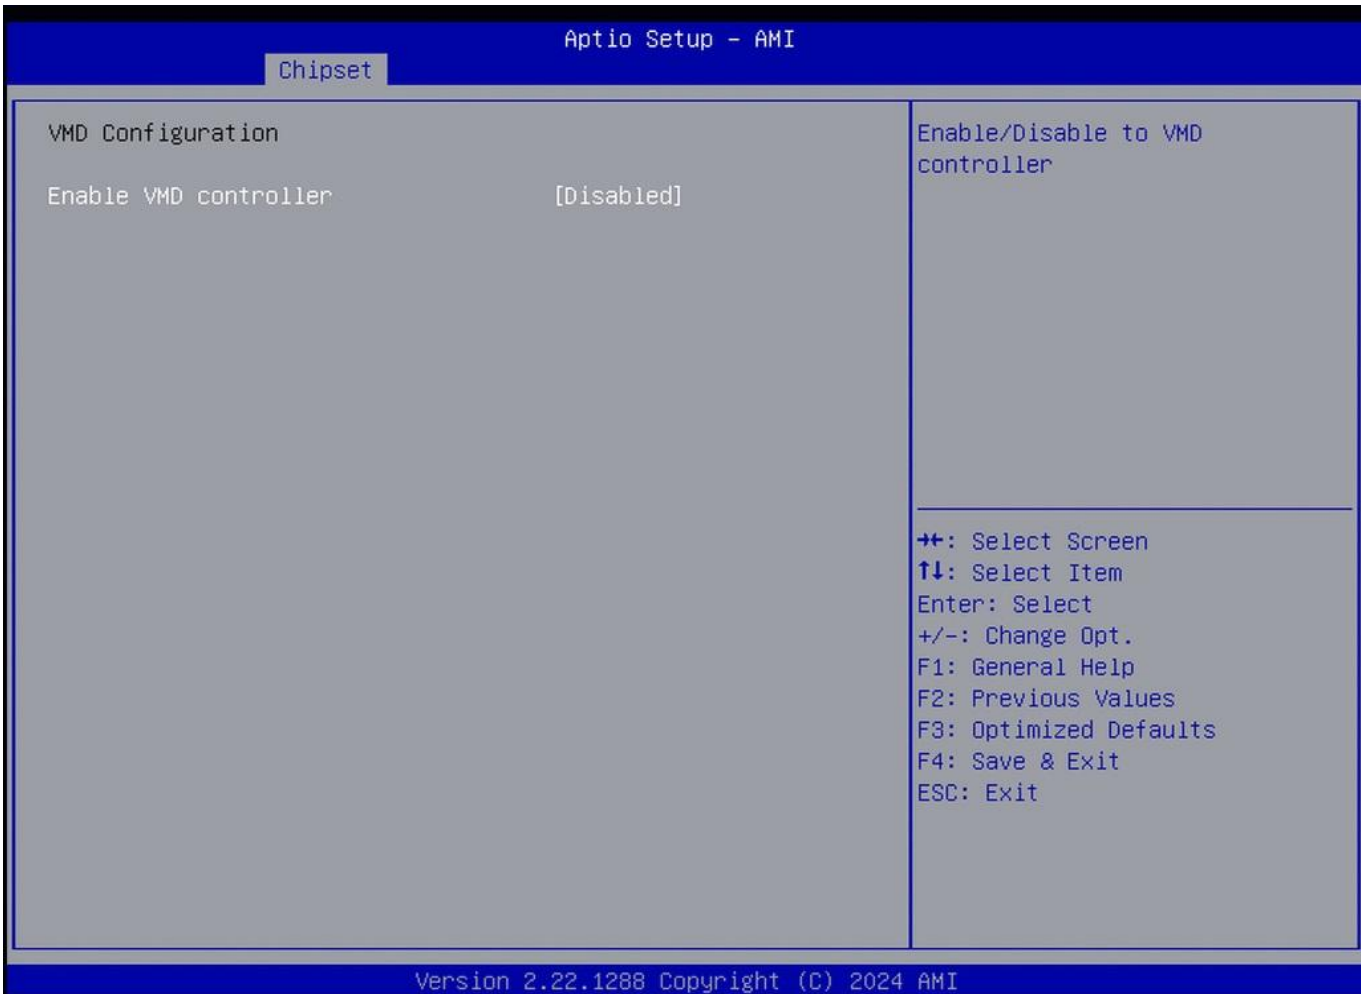 Aptio Setup – AMI
Chipset
VMD Configuration
Enable VMD controller [Disabled]
Enable/Disable to VMD
controller
→←: Select Screen
↑↓: Select Item
Enter: Select
+/-: Change Opt.
F1: General Help
F2: Previous Values
F3: Optimized Defaults
F4: Save & Exit
ESC: Exit
Version 2.22.1288 Copyright (C) 2024 AMI